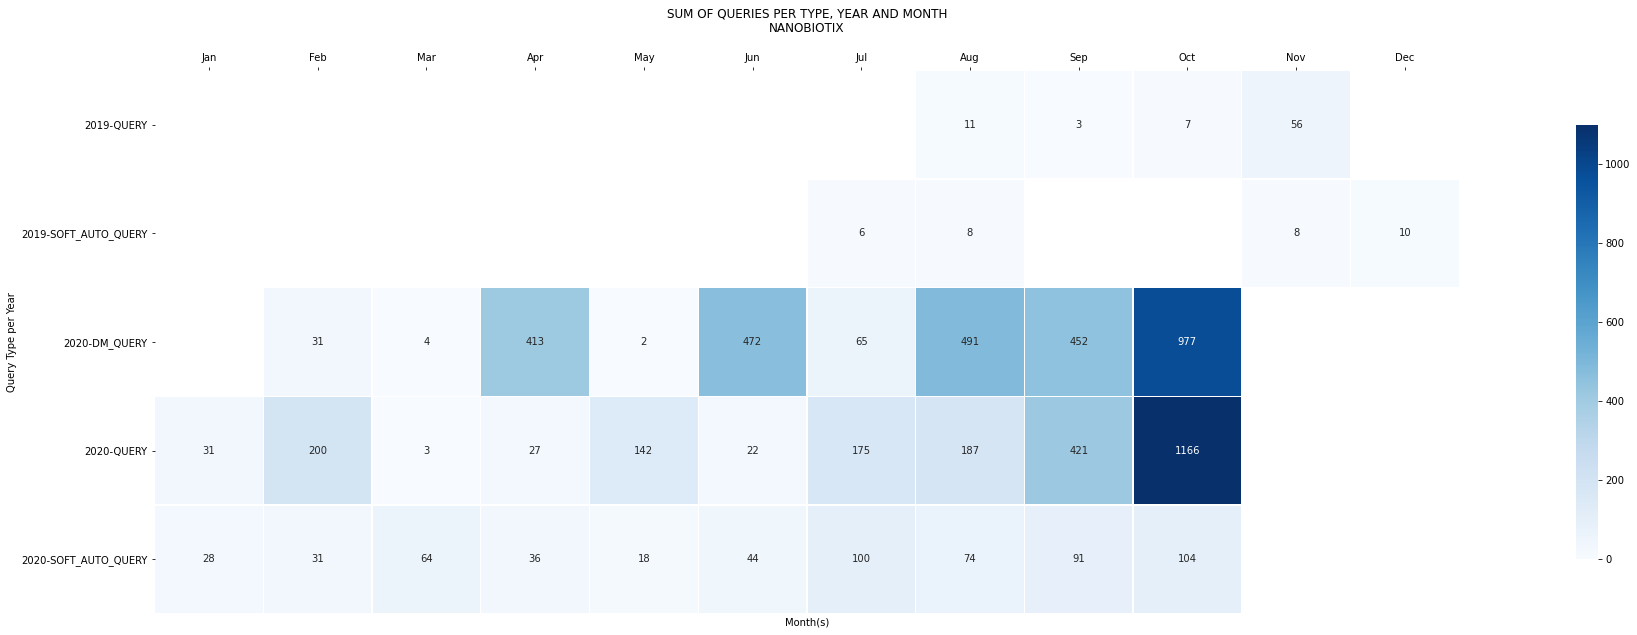 SUM OF QUERIES PER TYPE, YEAR AND MONTH
NANOBIOTIX
Jan Feb Mar Apr May Jun Jul Aug Sep Oct Nov Dec
2019-QUERY 11 3 7 56
2019-SOFT_AUTO_QUERY 6 8 8 10
2020-DM_QUERY 31 4 413 2 472 65 491 452 977
2020-QUERY 31 200 3 27 142 22 175 187 421 1166
2020-SOFT_AUTO_QUERY 28 31 64 36 18 44 100 74 91 104
Query Type per Year
Month(s)
1000
800
600
400
200
0